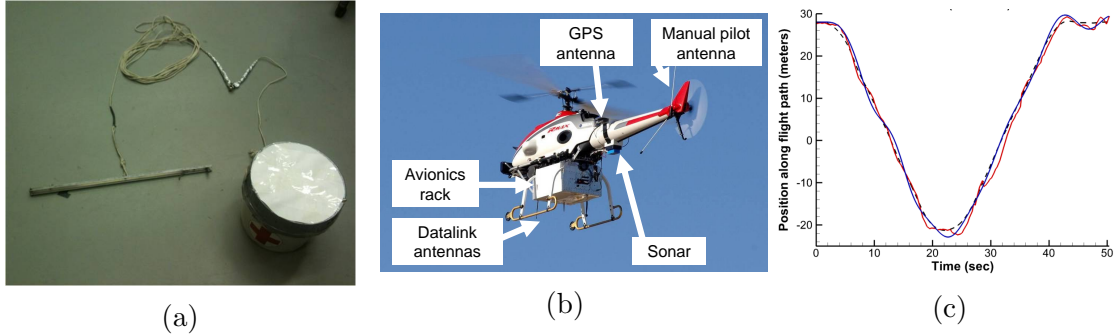 GPS
antenna
Manual pilot
antenna
Avionics
rack
Datalink
antennas
Sonar
Position along flight path (meters)
30
20
10
0
-10
-20
0
10
20
30
40
50
Time (sec)
(a)
(b)
(c)